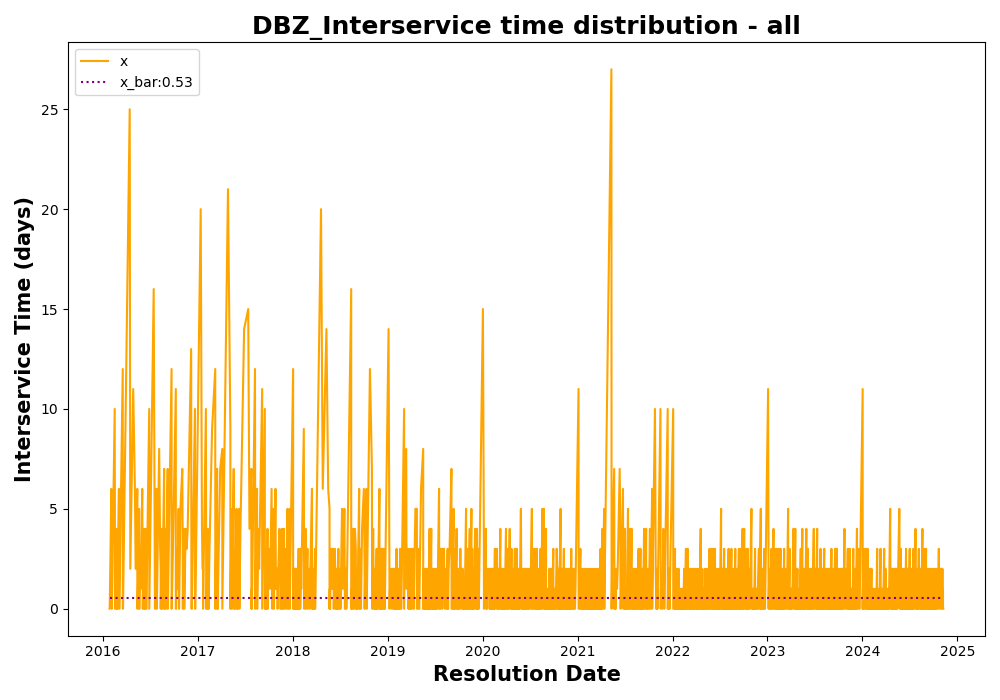 DBZ_Interservice time distribution - all
x
x_bar:0.53
Interservice Time (days)
25
20
15
10
5
0
2016 2017 2018 2019 2020 2021 2022 2023 2024 2025
Resolution Date